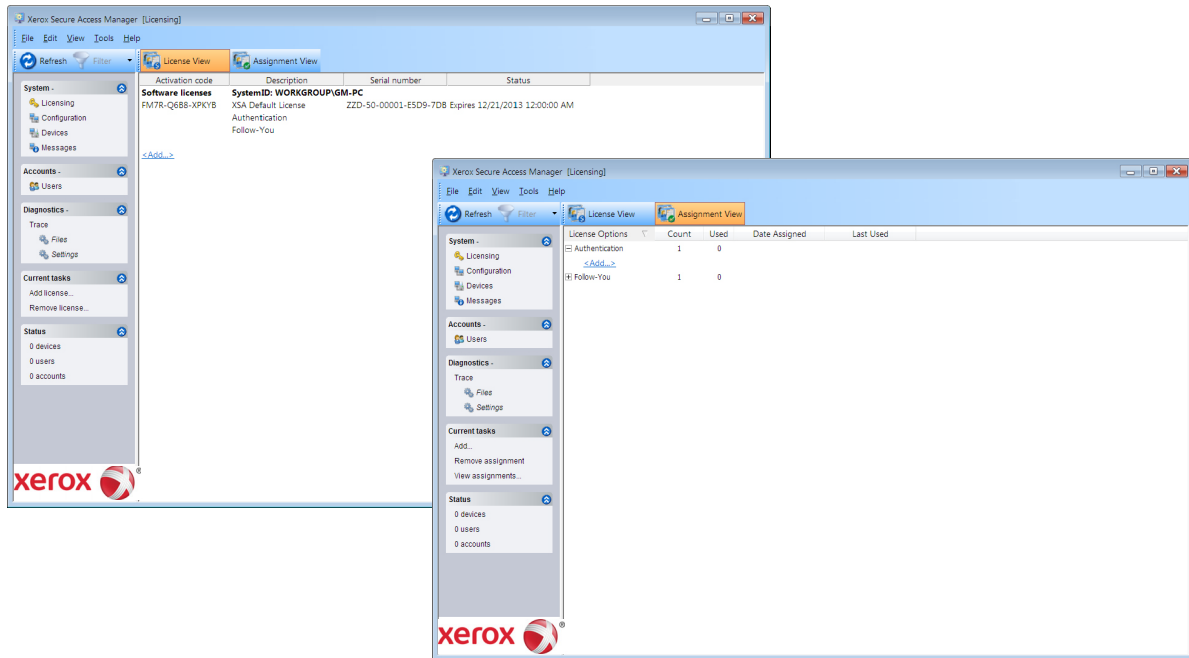 Xerox Secure Access Manager [Licensing]
File Edit View Tools Help
Refresh Filter License View Assignment View
System -
Licensing
Configuration
Devices
Messages
Accounts -
Users
Diagnostics -
Trace
Files
Settings
Current tasks
Add license...
Remove license...
Status
0 devices
0 users
0 accounts
xerox ®
Activation code Description Serial number Status
Software licenses SystemID: WORKGROUP\GM-PC
FM7R-Q6B8-XPKYB XSA Default License ZZD-50-00001-E5D9-7DB Expires 12/21/2013 12:00:00 AM
Authentication
Follow-You
<Add...>
Xerox Secure Access Manager [Licensing]
File Edit View Tools Help
Refresh Filter License View Assignment View
System -
Licensing
Configuration
Devices
Messages
Accounts -
Users
Diagnostics -
Trace
Files
Settings
Current tasks
Add...
Remove assignment
View assignments...
Status
0 devices
0 users
0 accounts
xerox ®
License Options Count Used Date Assigned Last Used
Authentication 1 0
<Add...>
Follow-You 1 0